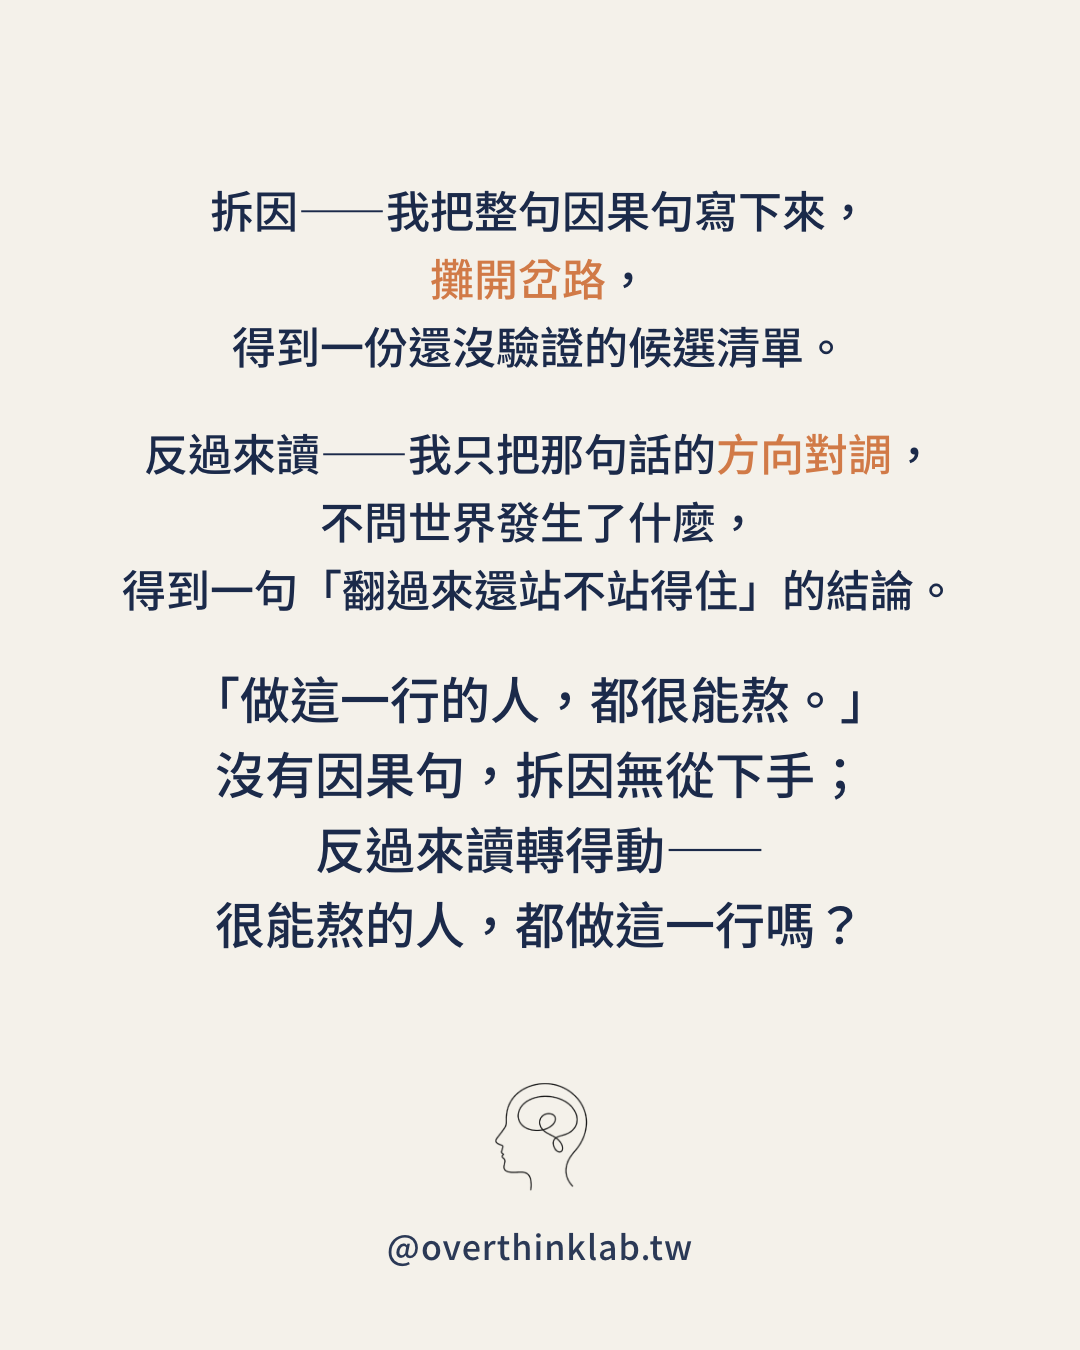 拆因——我把整句因果句寫下來，
攤開岔路，
得到一份還沒驗證的候選清單。
反過來讀——我只把那句話的方向對調，
不問世界發生了什麼，
得到一句「翻過來還站不站得住」的結論。
「做這一行的人，都很能熬。」
沒有因果句，拆因無從下手；
反過來讀轉得動——
很能熬的人，都做這一行嗎？
@overthinklab.tw